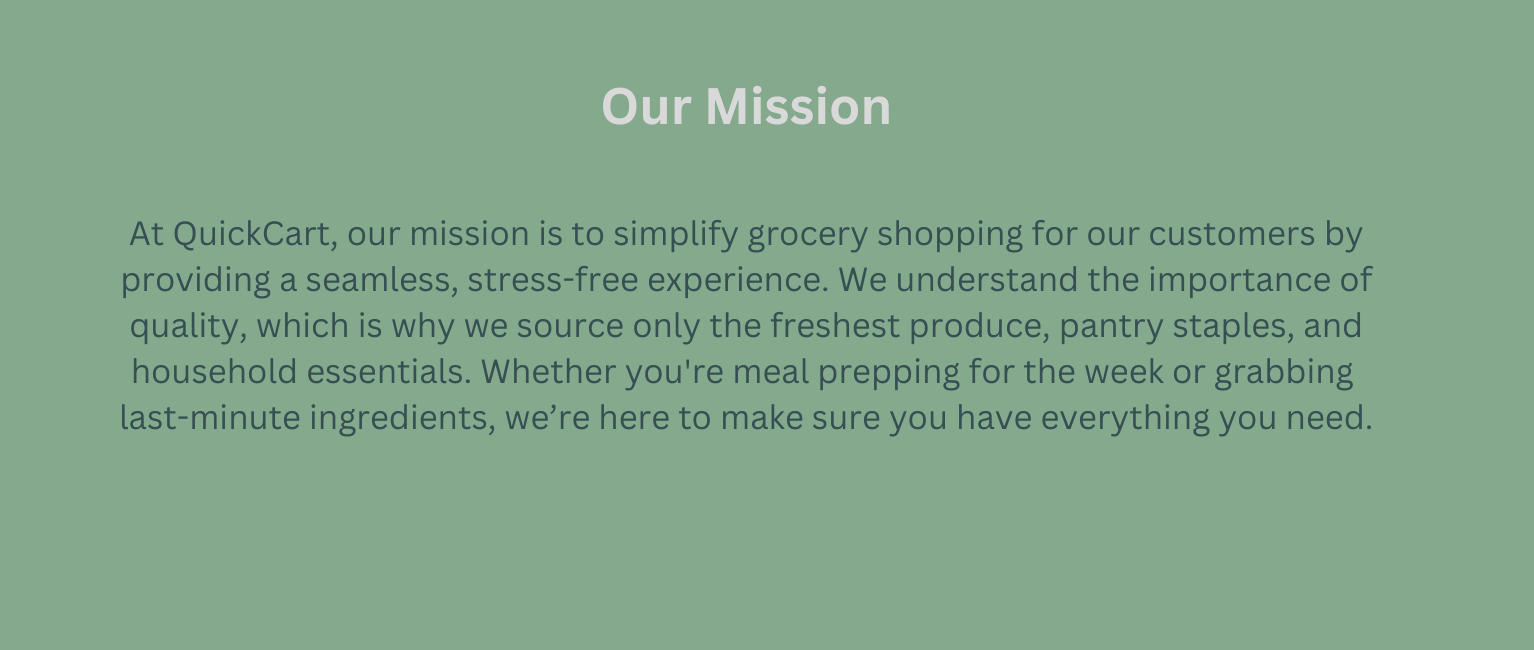 Our Mission
At QuickCart, our mission is to simplify grocery shopping for our customers by
providing a seamless, stress-free experience. We understand the importance of
quality, which is why we source only the freshest produce, pantry staples, and
household essentials. Whether you're meal prepping for the week or grabbing
last-minute ingredients, we’re here to make sure you have everything you need.